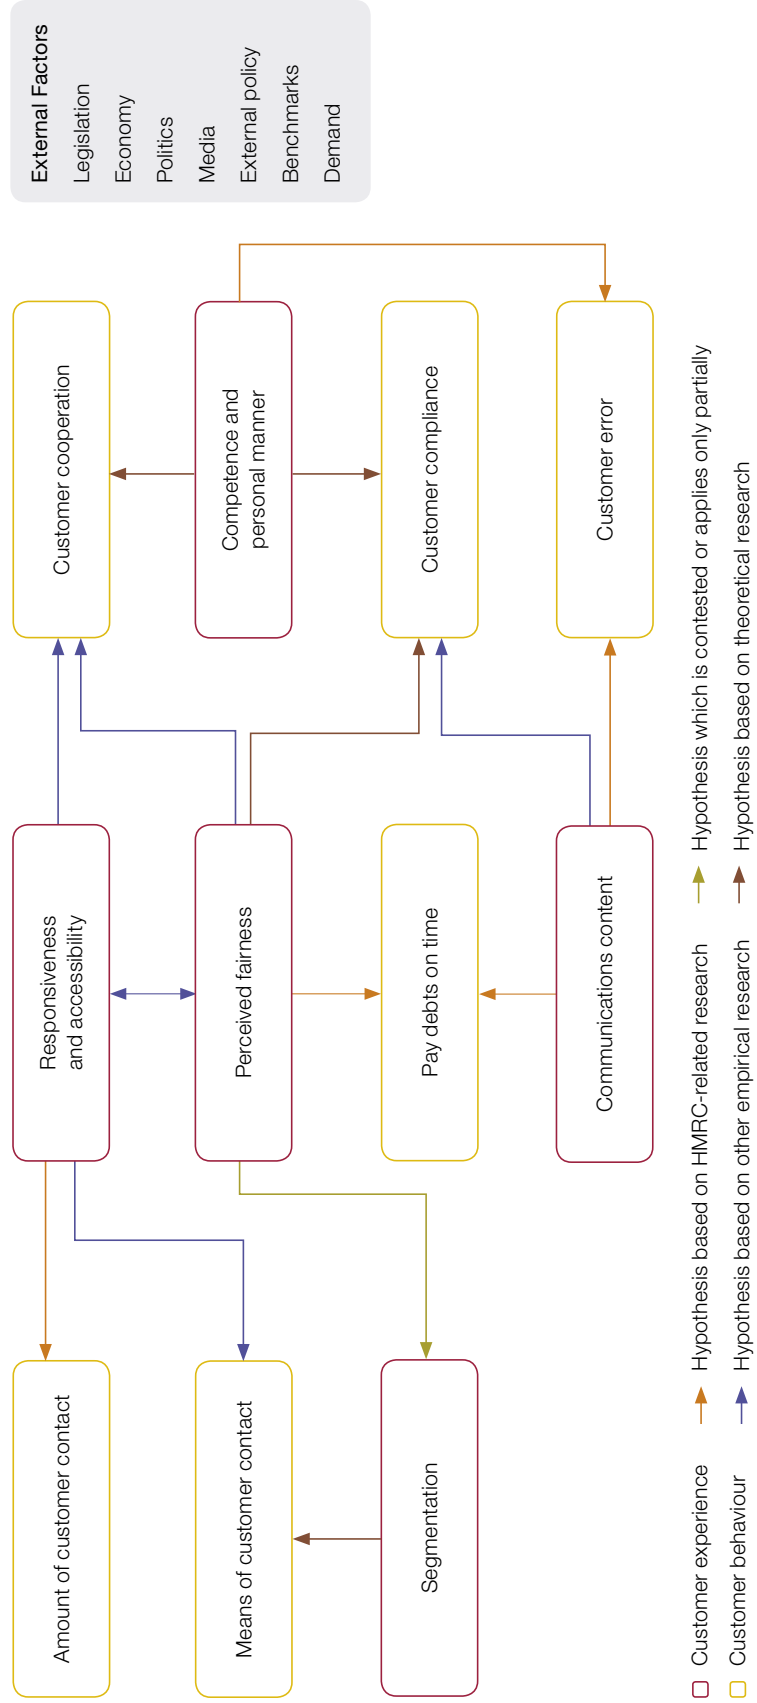 Amount of customer contact
Responsiveness
and accessibility
Customer cooperation
Means of customer contact
Perceived fairness
Competence and
personal manner
Segmentation
Pay debts on time
Customer compliance
Communications content
Customer error
External Factors
Legislation
Economy
Politics
Media
External policy
Benchmarks
Demand
Customer experience
Customer behaviour
Hypothesis based on HMRC-related research
Hypothesis based on other empirical research
Hypothesis which is contested or applies only partially
Hypothesis based on theoretical research